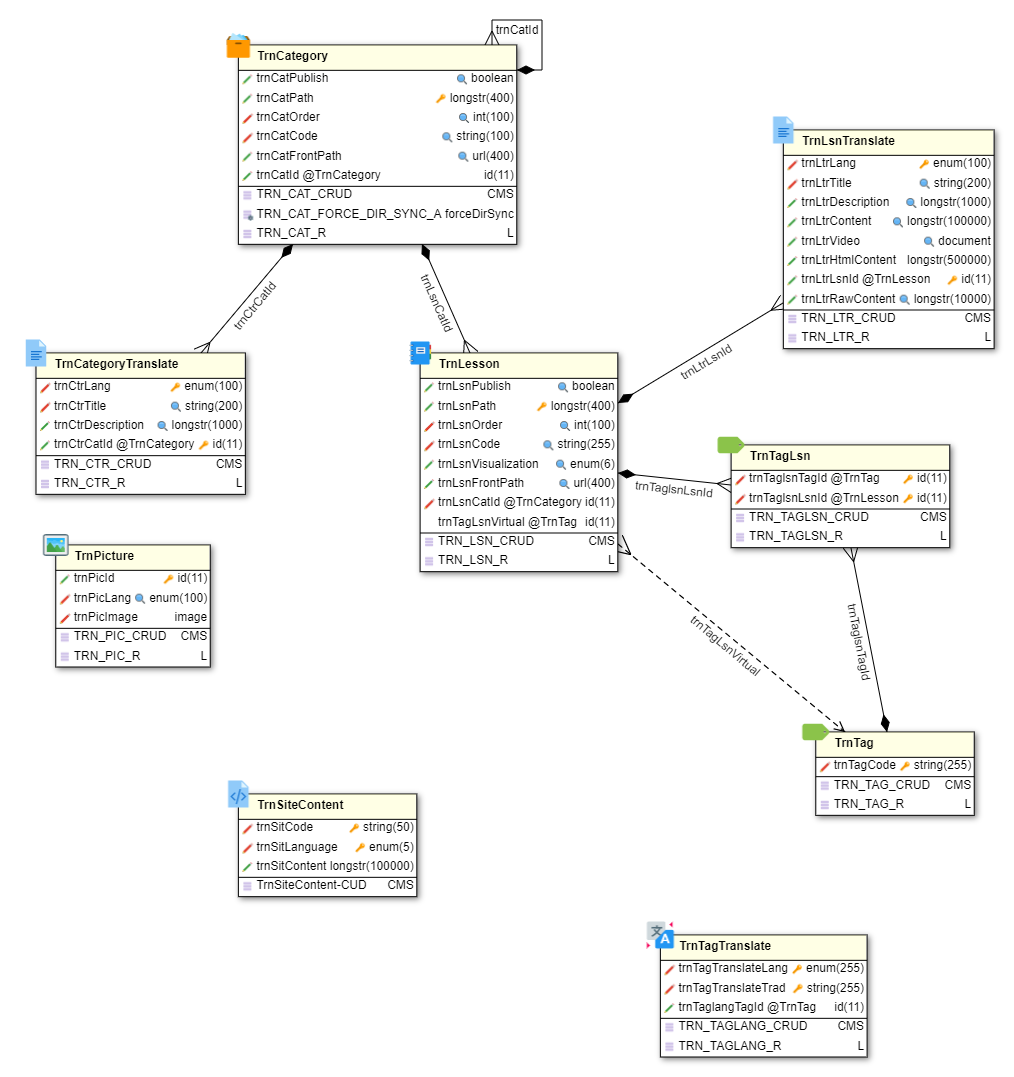 trnCatId
TrnCategory
trnCatPublish boolean
trnCatPath longstr(400)
trnCatOrder int(100)
trnCatCode string(100)
trnCatFrontPath url(400)
trnCatId @TrnCategory id(11)
TRN_CAT_CRUD CMS
TRN_CAT_FORCE_DIR_SYNC_A forceDirSync
TRN_CAT_R L
TrnLsnTranslate
trnLtrLang enum(100)
trnLtrTitle string(200)
trnLtrDescription longstr(1000)
trnLtrContent longstr(100000)
trnLtrVideo document
trnLtrHtmlContent longstr(500000)
trnLtrLsnId @TrnLesson id(11)
trnLtrRawContent longstr(10000)
TRN_LTR_CRUD CMS
TRN_LTR_R L
trnCtrCatId
trnLsnCatId
trnLtrLsnId
TrnCategoryTranslate
trnCtrLang enum(100)
trnCtrTitle string(200)
trnCtrDescription longstr(1000)
trnCtrCatId @TrnCategory id(11)
TRN_CTR_CRUD CMS
TRN_CTR_R L
TrnLesson
trnLsnPublish boolean
trnLsnPath longstr(400)
trnLsnOrder int(100)
trnLsnCode string(255)
trnLsnVisualization enum(6)
trnLsnFrontPath url(400)
trnLsnCatId @TrnCategory id(11)
trnTagLsnVirtual @TrnTag id(11)
TRN_LSN_CRUD CMS
TRN_LSN_R L
trnTaglsnLsnId
TrnTagLsn
trnTaglsnTagId @TrnTag id(11)
trnTaglsnLsnId @TrnLesson id(11)
TRN_TAGLSN_CRUD CMS
TRN_TAGLSN_R L
TrnPicture
trnPicId id(11)
trnPicLang enum(100)
trnPicImage image
TRN_PIC_CRUD CMS
TRN_PIC_R L
trnTagLsnVirtual
trnTaglsnTagId
TrnTag
trnTagCode string(255)
TRN_TAG_CRUD CMS
TRN_TAG_R L
TrnSiteContent
trnSitCode string(50)
trnSitLanguage enum(5)
trnSitContent longstr(100000)
TrnSiteContent-CUD CMS
文 A
TrnTagTranslate
trnTagTranslateLang enum(255)
trnTagTranslateTrad string(255)
trnTaglangTagId @TrnTag id(11)
TRN_TAGLANG_CRUD CMS
TRN_TAGLANG_R L